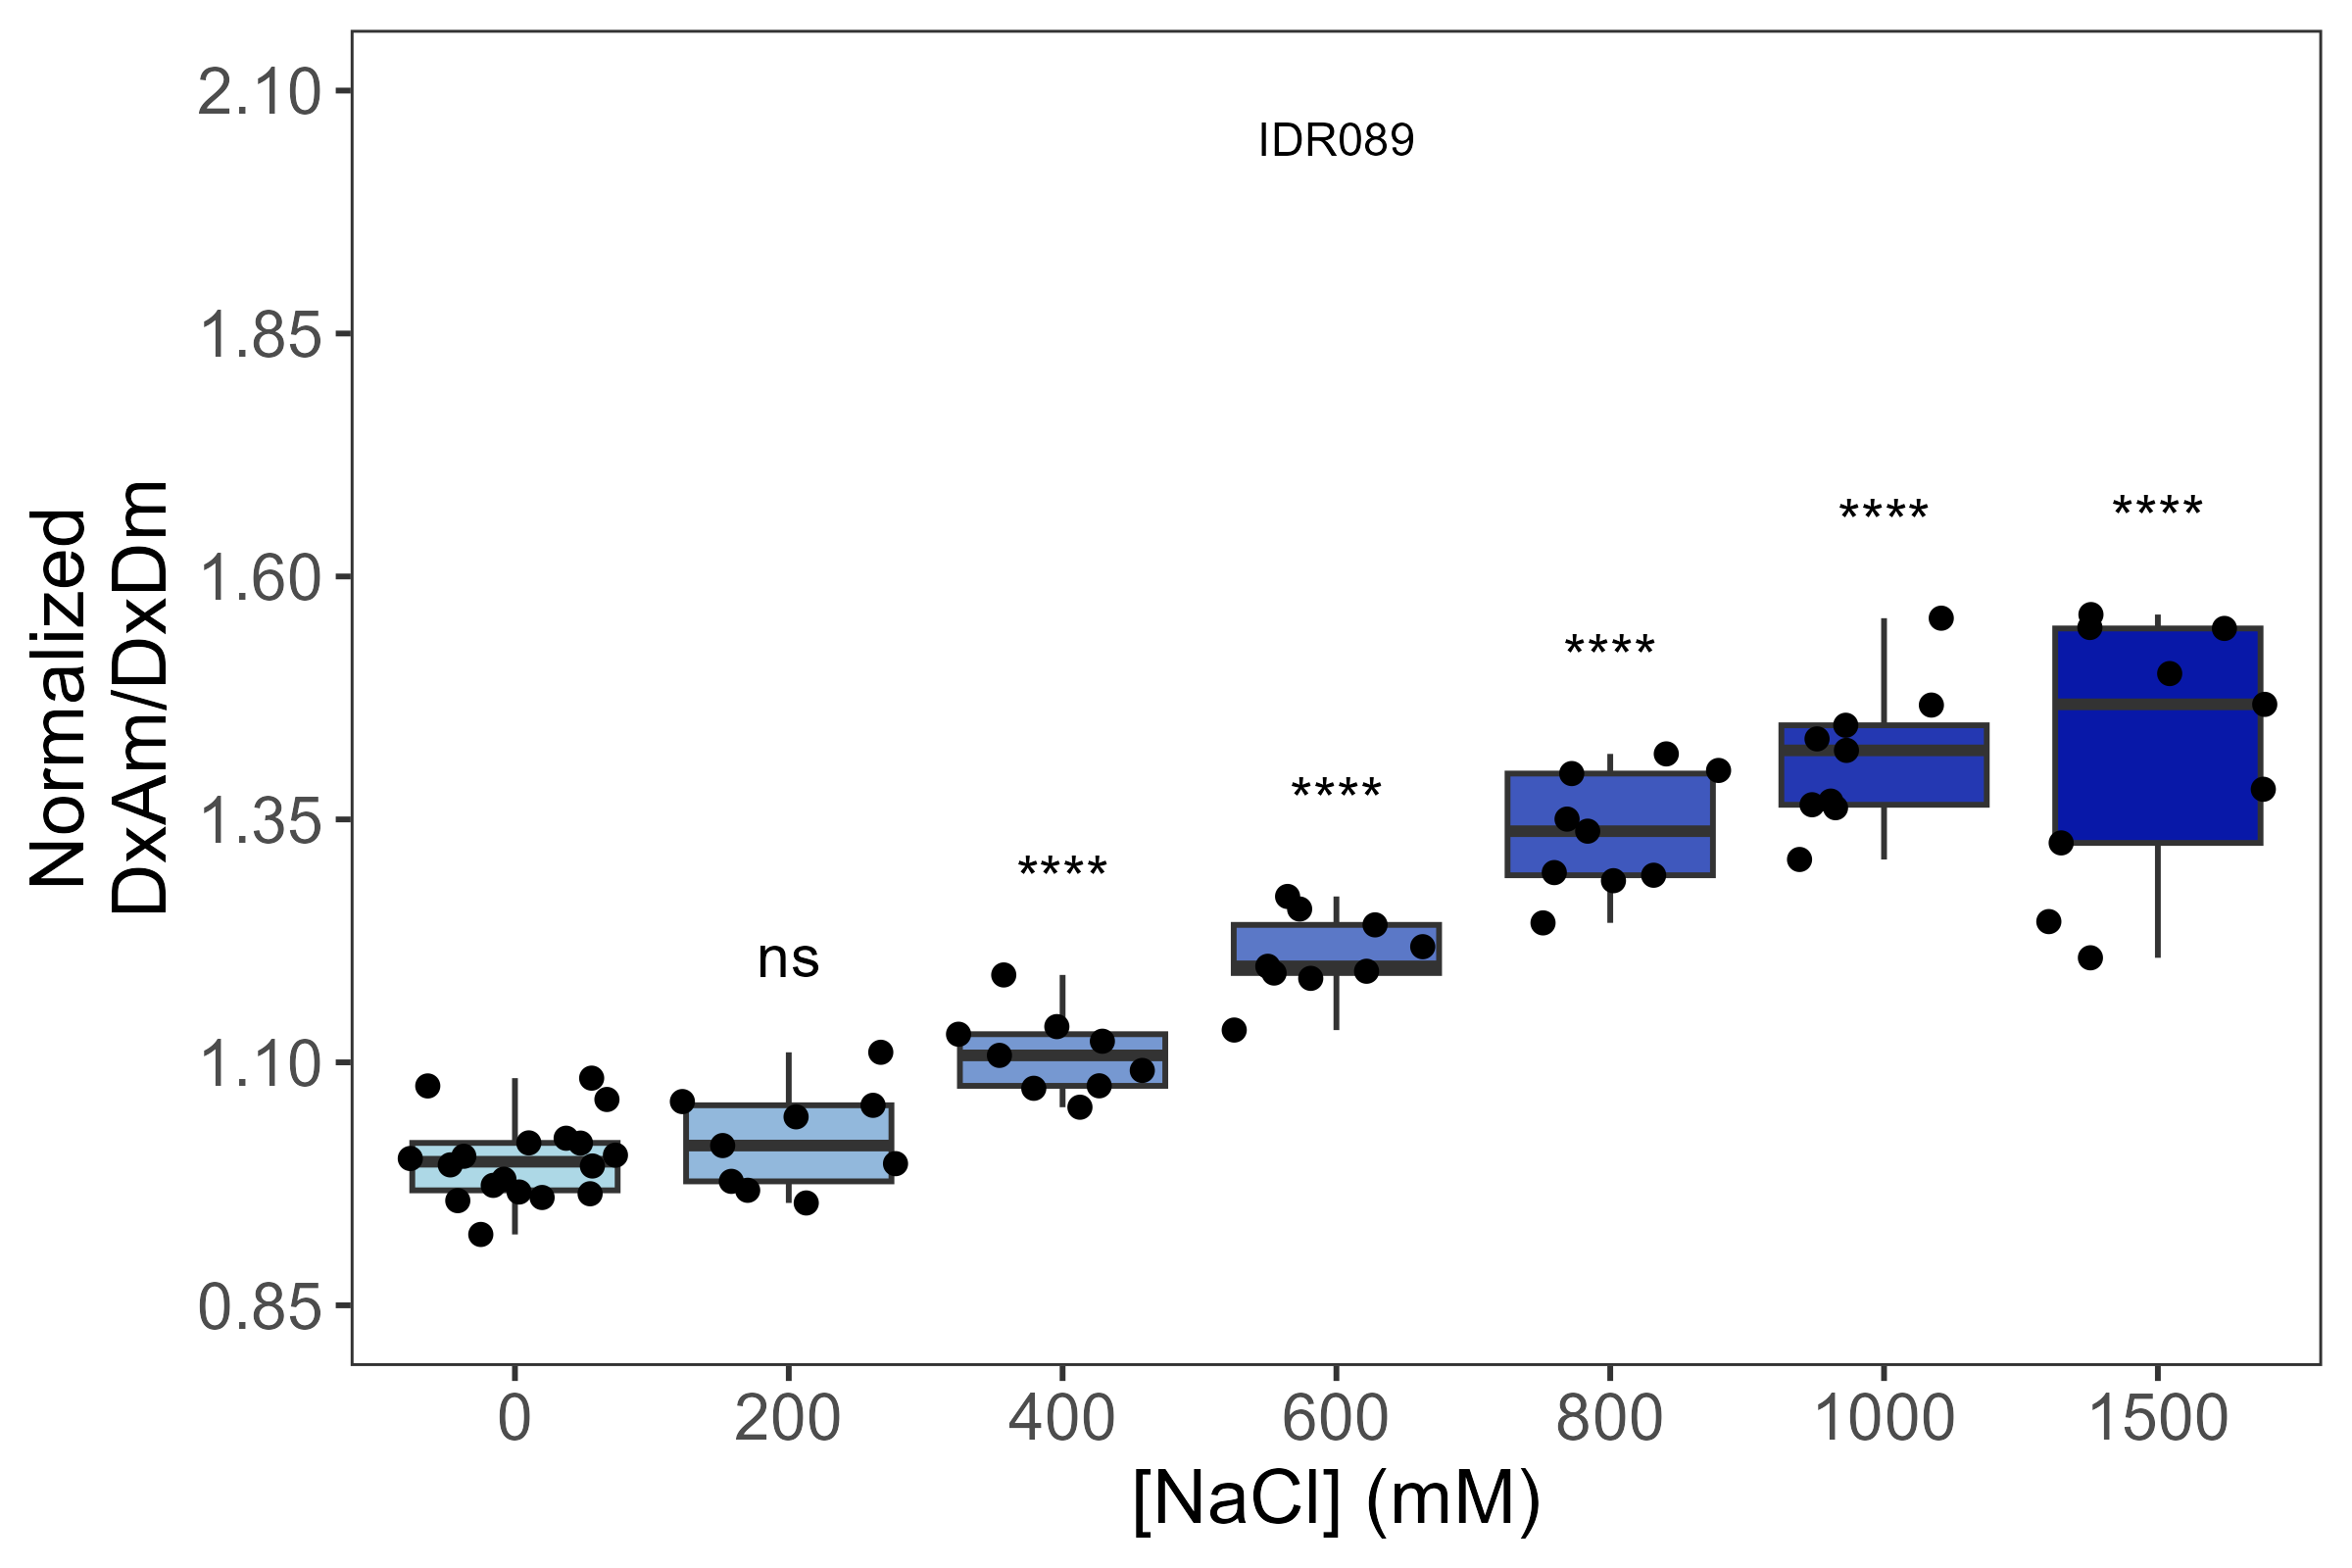 IDR089
2.10
1.85
1.60
1.35
1.10
0.85
Normalized
DxAm/DxDm
ns
****
****
****
****
****
0 200 400 600 800 1000 1500
[NaCl] (mM)